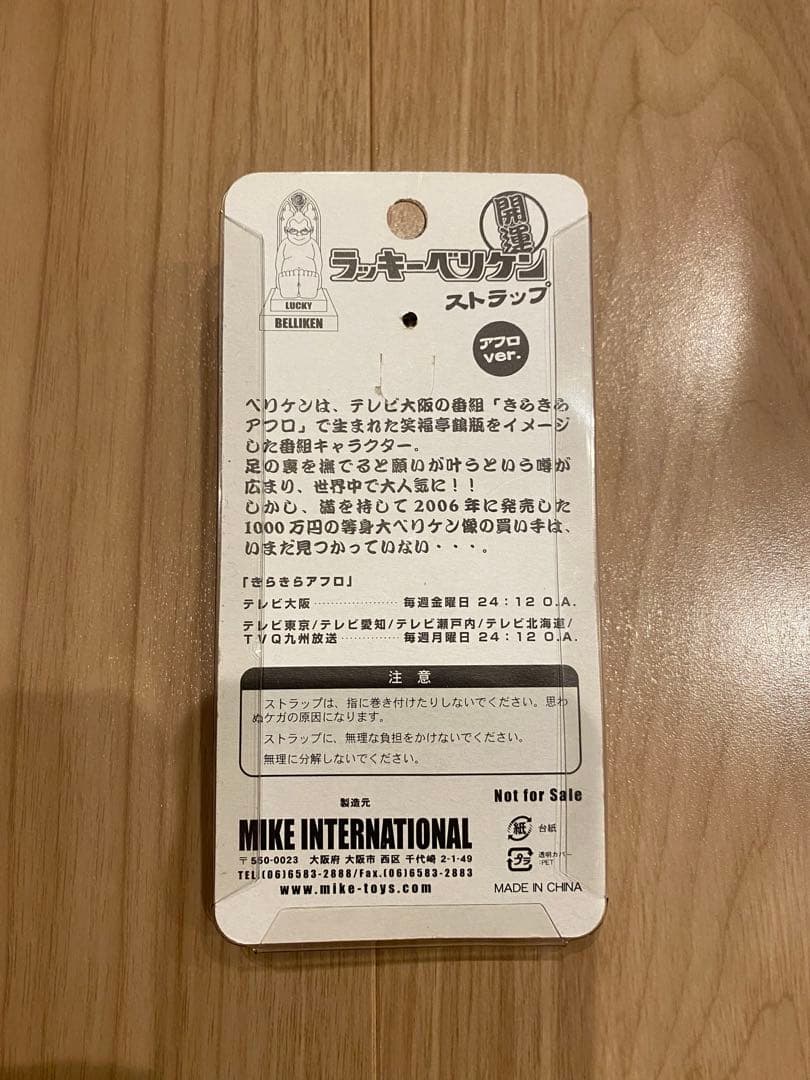 開運
ラッキーベリケン
ストラップ
LUCKY
BELLIKEN
アフロ
ver.
べリケンは、テレビ大阪の番組「きらきら
アフロ」で生まれた笑福亭鶴瓶をイメージ
した番組キャラクター。
足の裏を撫でると願いが叶うという噂が
広まり、世界中で大人気に！！
しかし、満を持して2006年に発売した
1000万円の等身大ベリケン像の買い手は、
いまだ見つかっていない・・・。
「きらきらアフロ」
テレビ大阪…………………毎週金曜日 24：12 O.A.
テレビ東京/テレビ愛知/テレビ瀬戸内/テレビ北海道/
TVQ九州放送……………毎週月曜日 24：12 O.A.
注 意
ストラップは、指に巻き付けたりしないでください。思わ
ぬケガの原因になります。
ストラップに、無理な負担をかけないでください。
無理に分解しないでください。
Not for Sale
製造元
MIKE INTERNATIONAL
〒550-0023 大阪府 大阪市 西区 千代崎 2-1-49
TEL.(06)6583-2888/Fax.(06)6583-2883
www.mike-toys.com
紙 台紙
プラ 透明カバー
:PET
MADE IN CHINA